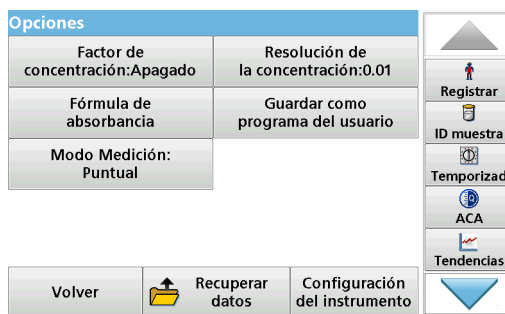 Opciones
Factor de
concentración:Apagado
Resolución de
la concentración:0.01
Fórmula de
absorbancia
Guardar como
programa del usuario
Modo Medición:
Puntual
Volver
Recuperar
datos
Configuración
del instrumento
Registrar
ID muestra
Temporizad
ACA
Tendencias